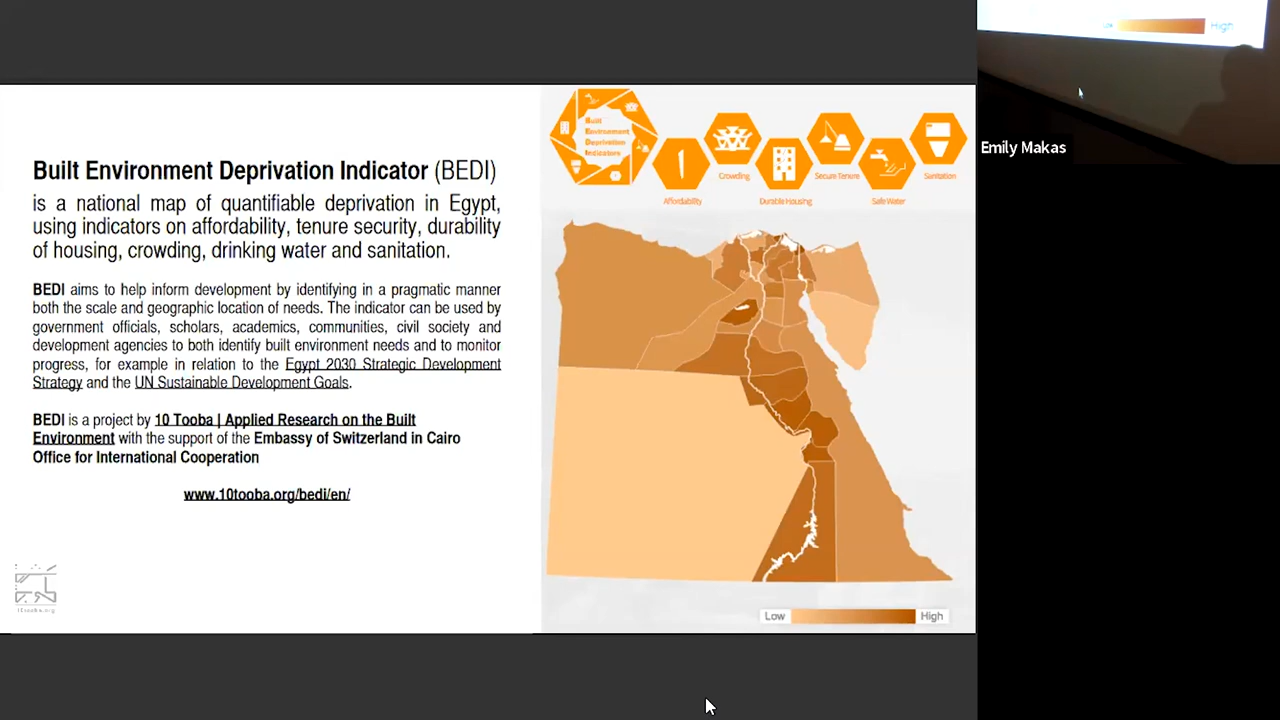 Built Environment Deprivation Indicator (BEDI)
is a national map of quantifiable deprivation in Egypt,
using indicators on affordability, tenure security, durability
of housing, crowding, drinking water and sanitation.
BEDI aims to help inform development by identifying in a pragmatic manner
both the scale and geographic location of needs. The indicator can be used by
government officials, scholars, academics, communities, civil society and
development agencies to both identify built environment needs and to monitor
progress, for example in relation to the Egypt 2030 Strategic Development
Strategy and the UN Sustainable Development Goals.
BEDI is a project by 10 Tooba | Applied Research on the Built
Environment with the support of the Embassy of Switzerland in Cairo
Office for International Cooperation
www.10tooba.org/bedi/en/
10tooba.org
Built
Environment
Deprivation
Indicators
Affordability
Crowding
Durable Housing
Secure Tenure
Safe Water
Sanitation
Low
High
Low
High
Emily Makas